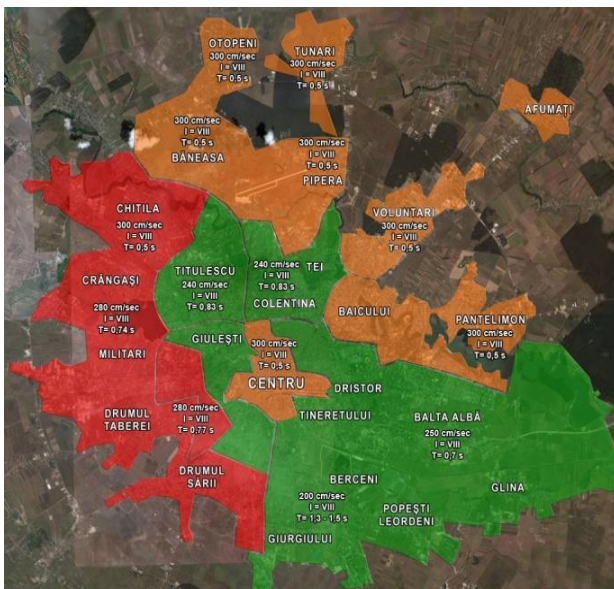 OTOPENI
300 cm/sec
I = VIII
T= 0,5 s
TUNARI
300 cm/sec
I = VIII
T= 0,5 s
AFUMAȚI
300 cm/sec
I = VIII
T= 0,5 s
BĂNEASA
300 cm/sec
I = VIII
T= 0,5 s
PIPERA
CHITILA
300 cm/sec
I = VIII
T= 0,5 s
VOLUNTARI
300 cm/sec
I = VIII
T= 0,5 s
TITULESCU
240 cm/sec
I = VIII
T= 0,83 s
240 cm/sec
I = VIII
T= 0,83 s
TEI
COLENTINA
CRÂNGAȘI
280 cm/sec
I = VIII
T= 0,74 s
MILITARI
BAICULUI
PANTELIMON
300 cm/sec
I = VIII
T= 0,5 s
GIULEȘTI
300 cm/sec
I = VIII
T= 0,5 s
CENTRU
DRISTOR
TINERETULUI
DRUMUL
TABEREI
280 cm/sec
I = VIII
T= 0,77 s
BALTA ALBĂ
250 cm/sec
I = VIII
T= 0,7 s
DRUMUL
SĂRII
BERCENI
200 cm/sec
I = VIII
T= 1,3 - 1,5 s
GLINA
POPEȘTI
LEORDENI
GIURGIULUI